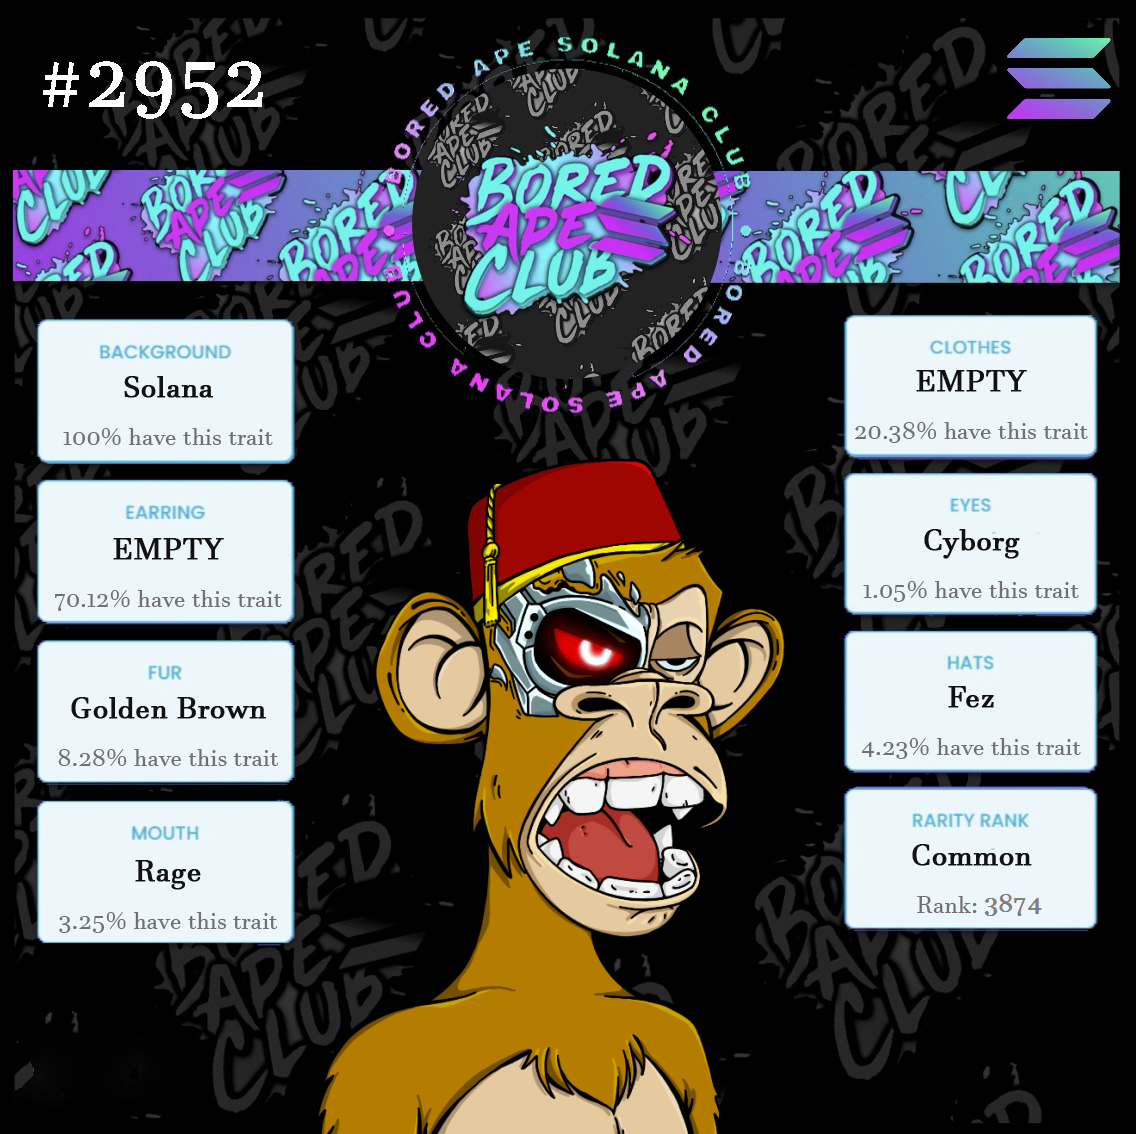 #2952
BORED APE SOLANA CLUB
BORED APE SOLANA CLUB
BORED
APE
CLUB
BACKGROUND
Solana
100% have this trait
EARRING
EMPTY
70.12% have this trait
FUR
Golden Brown
8.28% have this trait
MOUTH
Rage
3.25% have this trait
CLOTHES
EMPTY
20.38% have this trait
EYES
Cyborg
1.05% have this trait
HATS
Fez
4.23% have this trait
RARITY RANK
Common
Rank: 3874